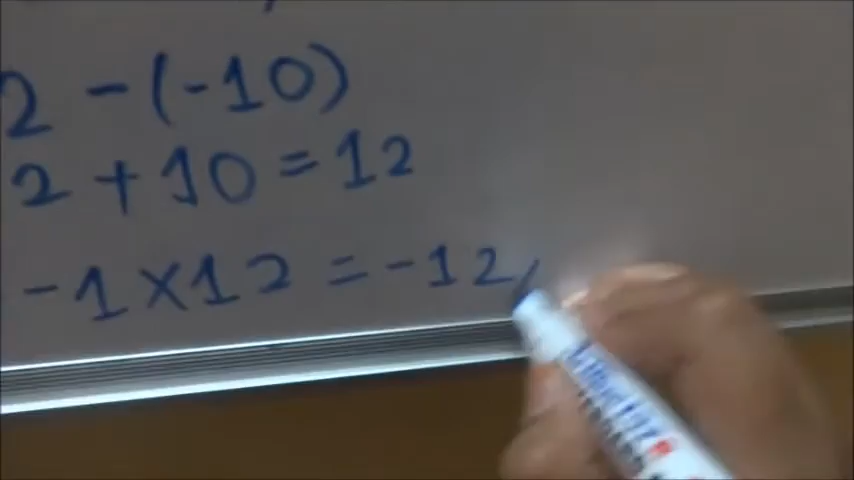 2 - (-10)
2 + 10 = 12
-1 × 12 = -12,